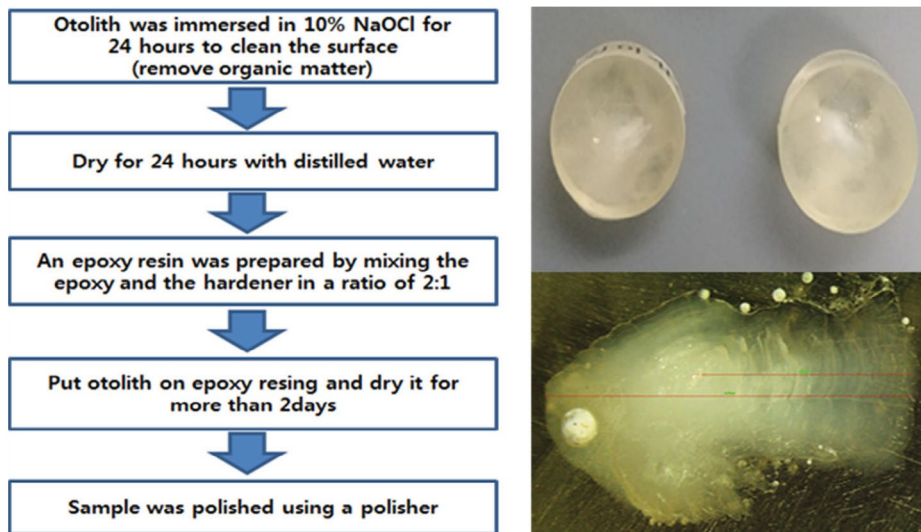 Otolith was immersed in 10% NaOCl for
24 hours to clean the surface
(remove organic matter)
Dry for 24 hours with distilled water
An epoxy resin was prepared by mixing the
epoxy and the hardener in a ratio of 2:1
Put otolith on epoxy resing and dry it for
more than 2days
Sample was polished using a polisher